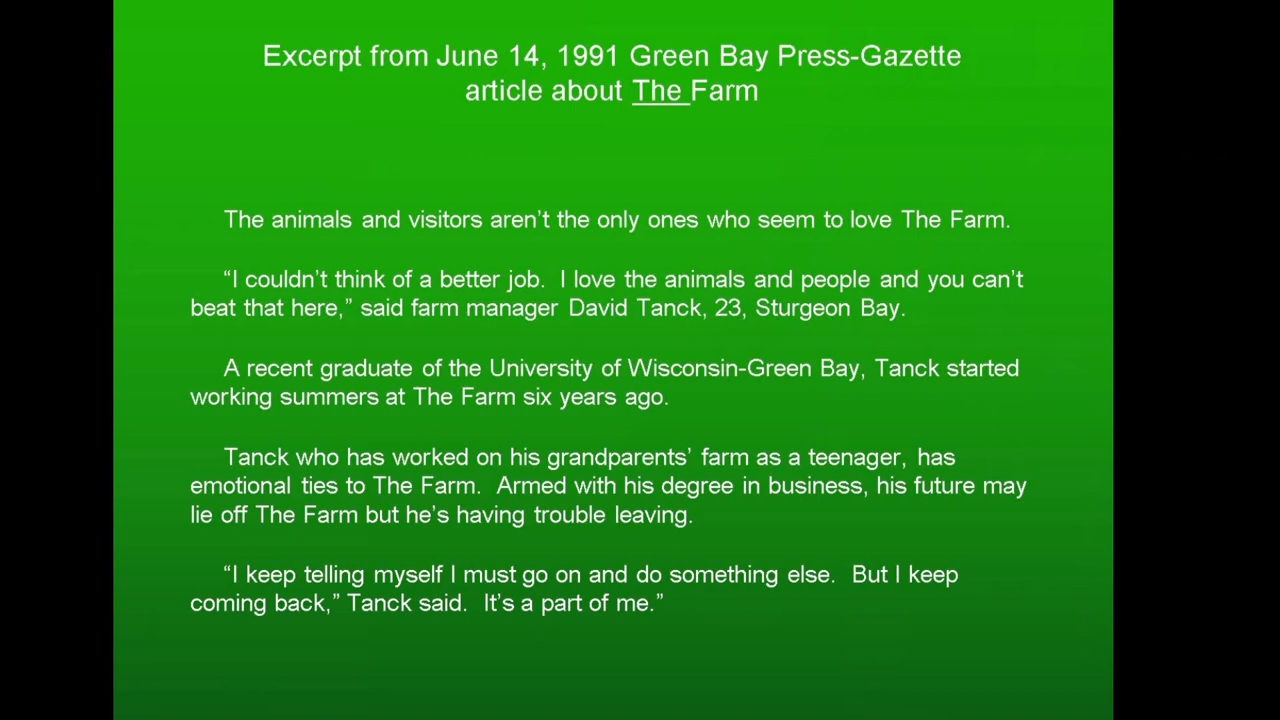 Excerpt from June 14, 1991 Green Bay Press-Gazette
article about The Farm
The animals and visitors aren’t the only ones who seem to love The Farm.
“I couldn’t think of a better job.  I love the animals and people and you can’t
beat that here,” said farm manager David Tanck, 23, Sturgeon Bay.
A recent graduate of the University of Wisconsin-Green Bay, Tanck started
working summers at The Farm six years ago.
Tanck who has worked on his grandparents’ farm as a teenager, has
emotional ties to The Farm.  Armed with his degree in business, his future may
lie off The Farm but he’s having trouble leaving.
“I keep telling myself I must go on and do something else.  But I keep
coming back,” Tanck said.  It’s a part of me.”